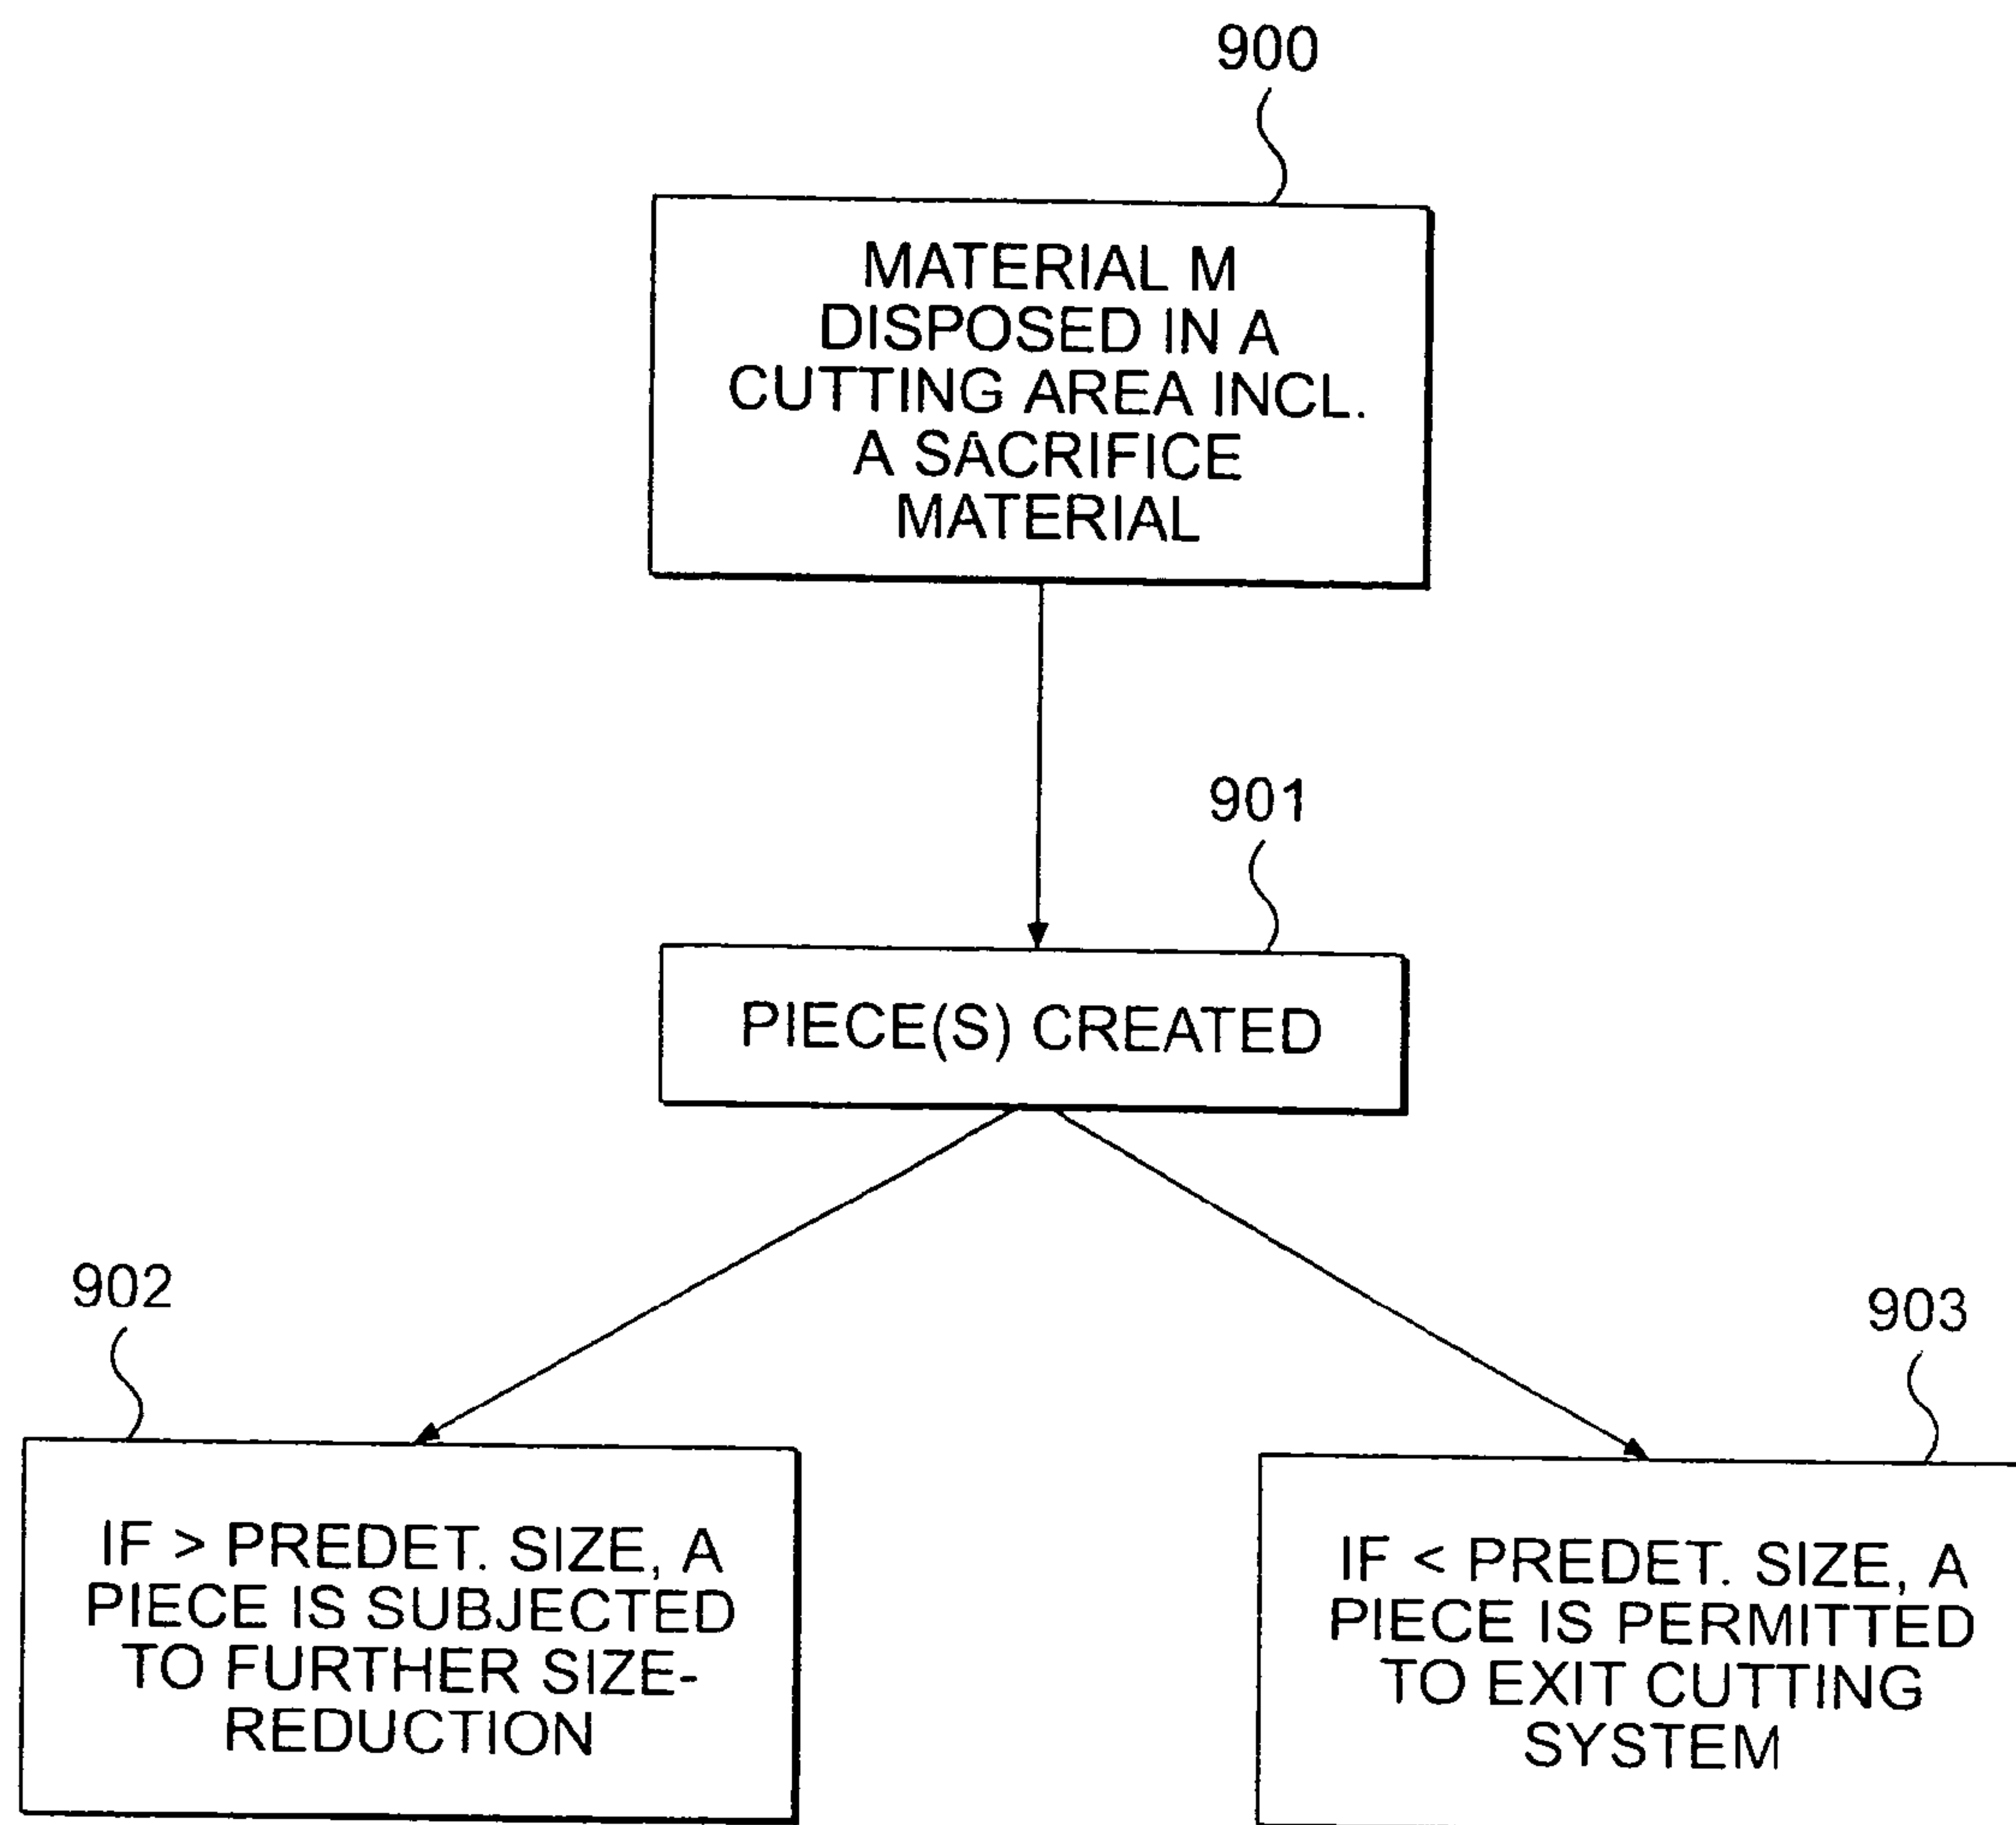 900
MATERIAL M
DISPOSED IN A
CUTTING AREA INCL.
A SACRIFICE
MATERIAL
901
PIECE(S) CREATED
902
IF > PREDET. SIZE, A
PIECE IS SUBJECTED
TO FURTHER SIZE-
REDUCTION
903
IF < PREDET. SIZE, A
PIECE IS PERMITTED
TO EXIT CUTTING
SYSTEM